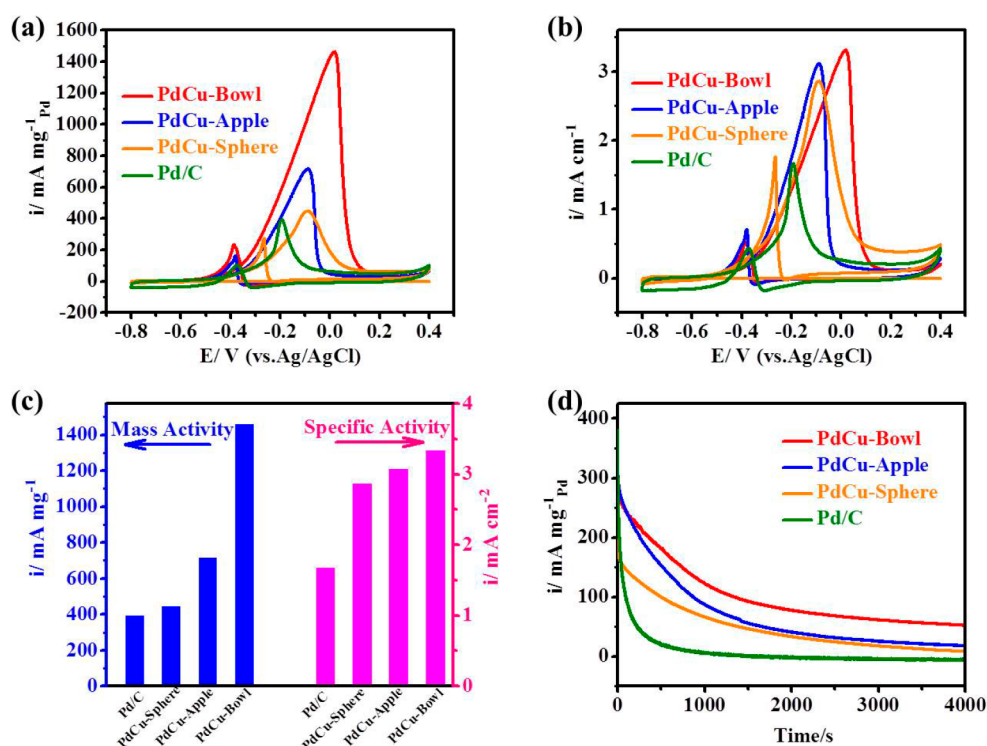 (a)
1600
1400
1200
1000
800
600
400
200
0
-200
i/ mA mg⁻¹Pd
PdCu-Bowl
PdCu-Apple
PdCu-Sphere
Pd/C
-0.8 -0.6 -0.4 -0.2 0.0 0.2 0.4
E/ V (vs.Ag/AgCl)
(b)
3
2
1
0
i/ mA cm⁻¹
PdCu-Bowl
PdCu-Apple
PdCu-Sphere
Pd/C
-0.8 -0.6 -0.4 -0.2 0.0 0.2 0.4
E/ V (vs.Ag/AgCl)
(c)
1400
1200
1000
800
600
400
200
0
i/ mA mg⁻¹
Mass Activity
Specific Activity
4
3
2
1
0
i/ mA cm⁻²
Pd/C
PdCu-Sphere
PdCu-Apple
PdCu-Bowl
Pd/C
PdCu-Sphere
PdCu-Apple
PdCu-Bowl
(d)
400
300
200
100
0
i/ mA mg⁻¹Pd
PdCu-Bowl
PdCu-Apple
PdCu-Sphere
Pd/C
0 1000 2000 3000 4000
Time/s